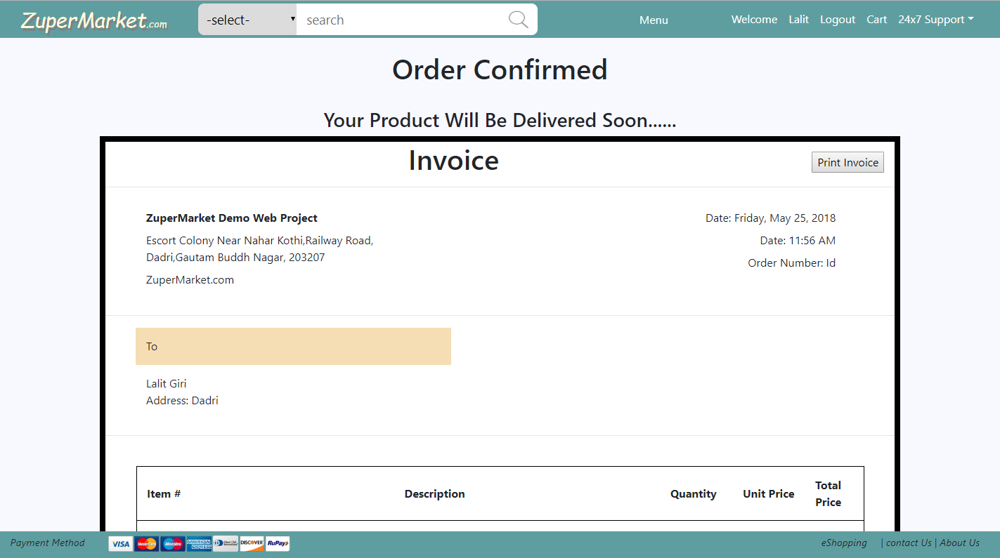 ZuperMarket.com
-select-
search
Menu
Welcome Lalit Logout Cart 24x7 Support
Order Confirmed
Your Product Will Be Delivered Soon......
Invoice
Print Invoice
ZuperMarket Demo Web Project
Date: Friday, May 25, 2018
Escort Colony Near Nahar Kothi,Railway Road,
Date: 11:56 AM
Dadri,Gautam Buddh Nagar, 203207
Order Number: Id
ZuperMarket.com
To
Lalit Giri
Address: Dadri
Item # Description Quantity Unit Price Total
Price
Payment Method VISA MasterCard Maestro AMERICAN EXPRESS DISCOVER RuPay eShopping | contact Us | About Us